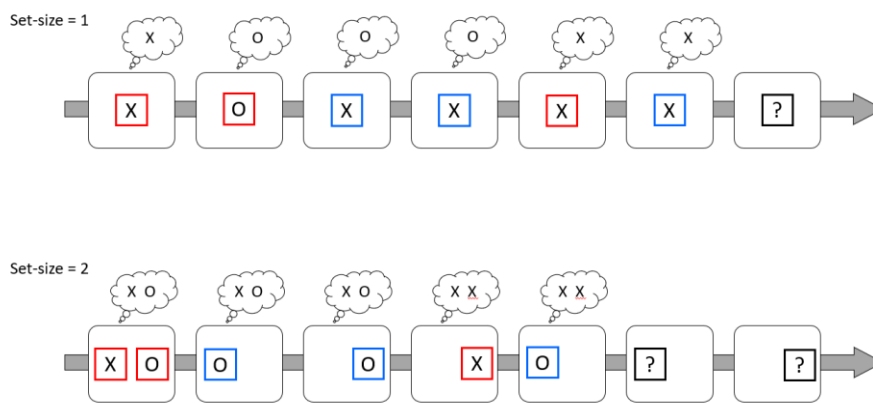 Set-size = 1
X O O O X X
X O X X X X ?
Set-size = 2
X O X O X O X X X X
X O O O X O ? ?